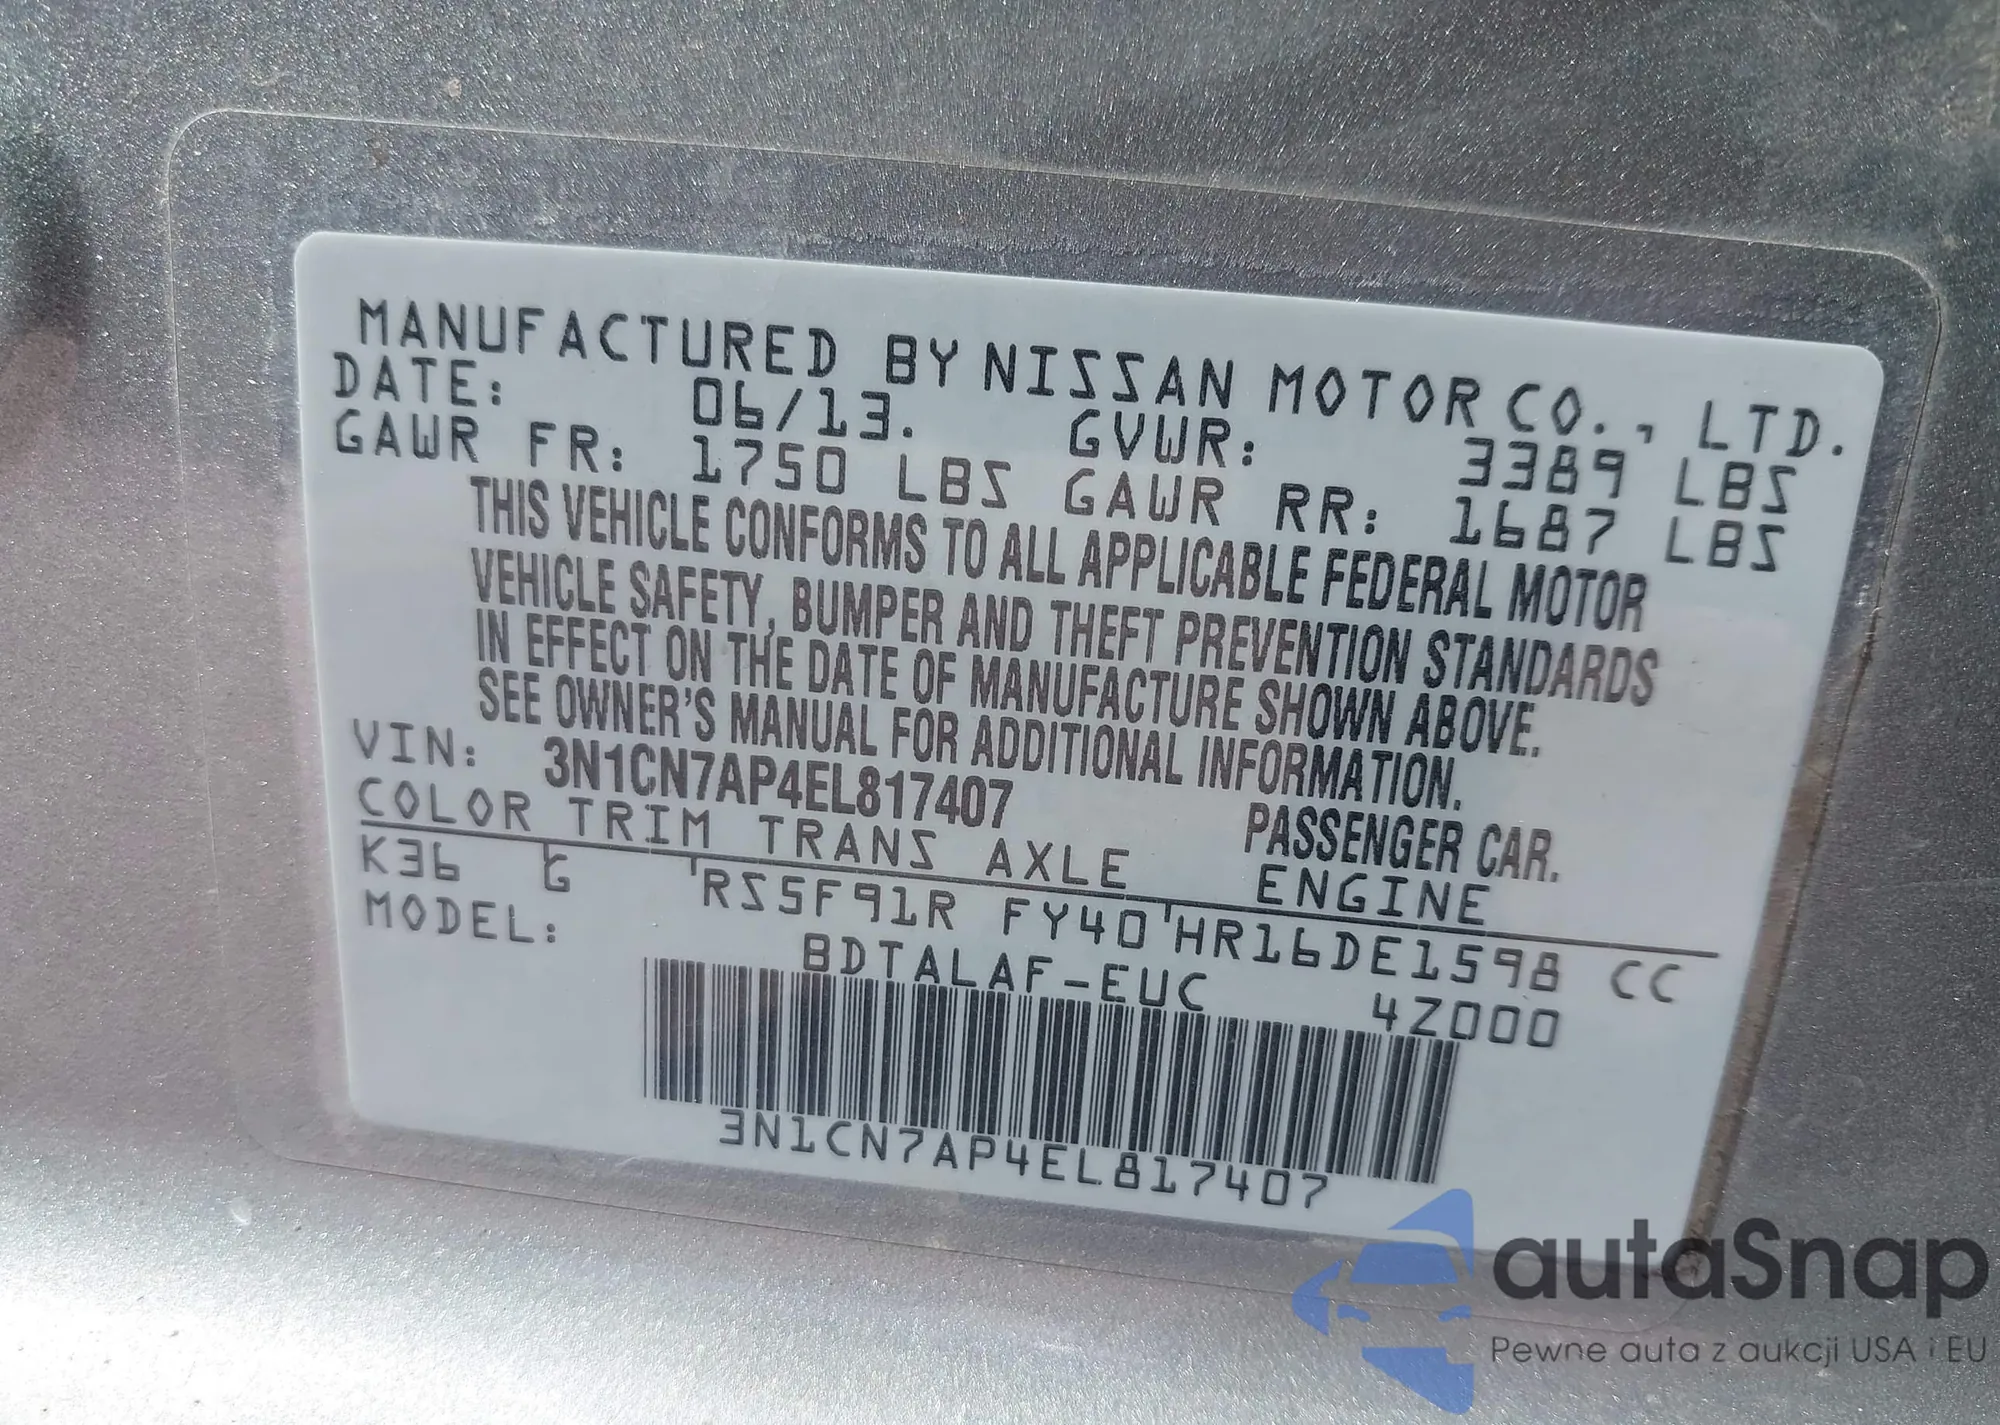 MANUFACTURED BY NISSAN MOTOR CO., LTD.
DATE: 06/13. GVWR: 3389 LBS
GAWR FR: 1750 LBS GAWR RR: 1687 LBS
THIS VEHICLE CONFORMS TO ALL APPLICABLE FEDERAL MOTOR
VEHICLE SAFETY, BUMPER AND THEFT PREVENTION STANDARDS
IN EFFECT ON THE DATE OF MANUFACTURE SHOWN ABOVE.
SEE OWNER'S MANUAL FOR ADDITIONAL INFORMATION.
VIN: 3N1CN7AP4EL817407 PASSENGER CAR.
COLOR TRIM TRANS AXLE ENGINE
K36 G RS5F91R FY40 HR16DE1598 CC
MODEL: BDTALAF-EUC 4Z000
3N1CN7AP4EL817407
autaSnap
Pewne auta z aukcji USA i EU